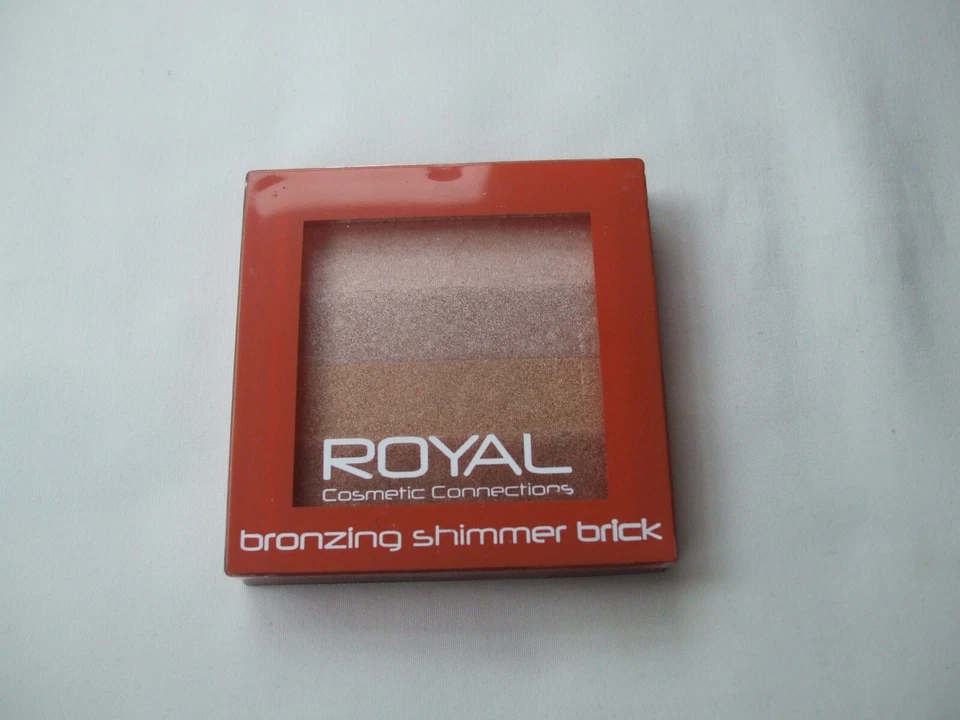 ROYAL
Cosmetic Connections
bronzing shimmer brick